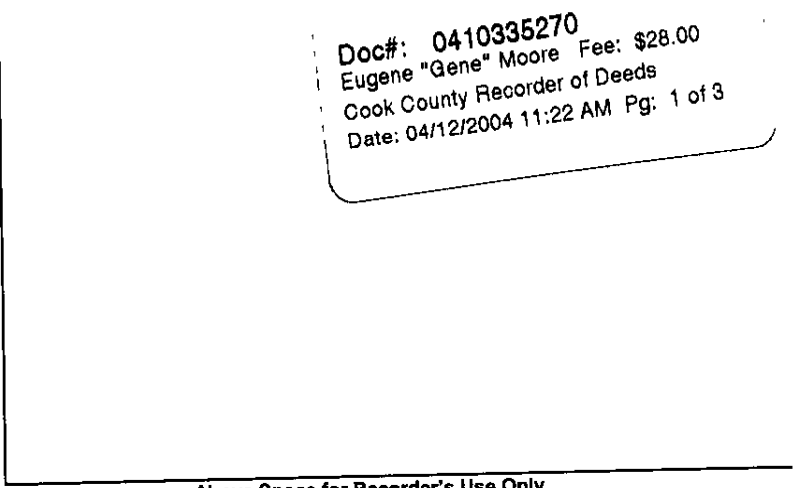 Doc#: 0410335270
Eugene "Gene" Moore Fee: $28.00
Cook County Recorder of Deeds
Date: 04/12/2004 11:22 AM Pg: 1 of 3
Above Space for Recorder's Use Only